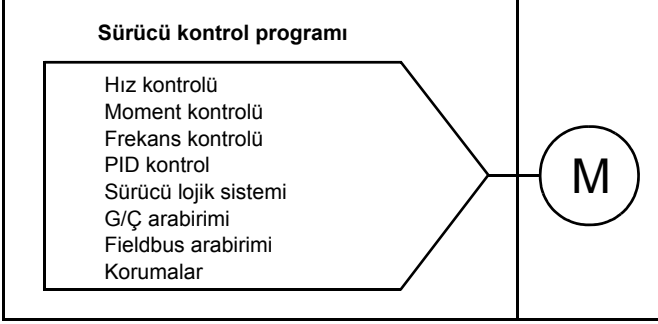 Sürücü kontrol programı
Hız kontrolü
Moment kontrolü
Frekans kontrolü
PID kontrol
Sürücü lojik sistemi
G/Ç arabirimi
Fieldbus arabirimi
Korumalar
M